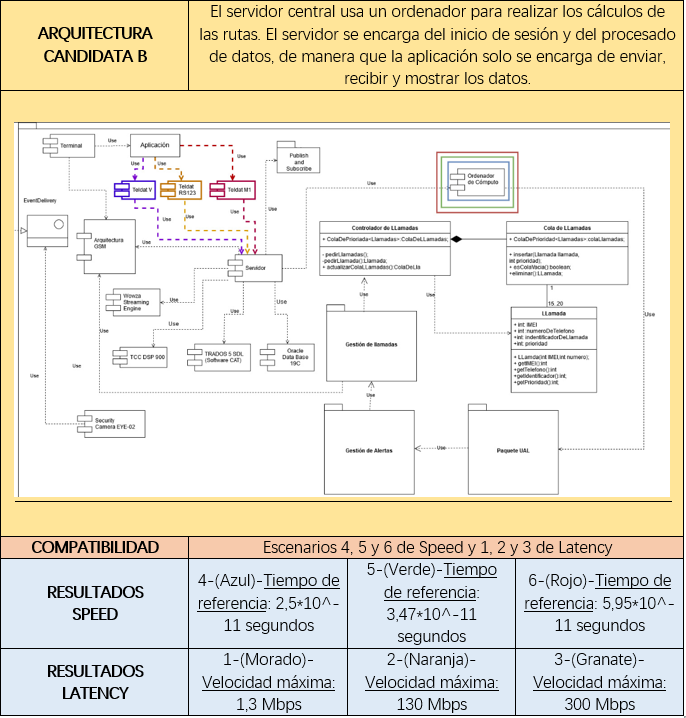 ARQUITECTURA
CANDIDATA B
El servidor central usa un ordenador para realizar los cálculos de
las rutas. El servidor se encarga del inicio de sesión y del procesado
de datos, de manera que la aplicación solo se encarga de enviar,
recibir y mostrar los datos.
Terminal
Use
Aplicación
Use
Use
Use
Use
Use
Publish
and
Subscribe
Teldat V
Teldat
RS123
Teldat M1
Ordenador
de Cómputo
Use
EventDelivery
Arquitectura
GSM
Use
Use
Use
Use
Servidor
Controlador de LLamadas
+ ColaDePrioriada<Llamadas>:ColaDeLLamadas;
- pedirLlamadas();
-pedirLlamada():Llamada;
+ actualizarColaLLamadas():ColaDeLla
Cola de LLamadas
+ ColaDePrioridad<Llamadas> colaLlamadas;
+ insertar(Llamada llamada,
int prioridad);
+ esColaVacia():boolean;
+eliminar():LLamada;
1
15..20
LLamada
+ int IMEI
+ int numeroDeTelefono
+ int indentificadorDeLlamada
+ int prioridad
+ LLamda(int IMEI,int numero);
+ getIMEI():int
+getTelefono():int
+getIdentificador():int;
+getPrioridad():int;
Wowza
Streaming
Engine
Use
Use
Use
Use
TCC DSP 900
TRADOS 5 SDL
(Software CAT)
Oracle
Data Base
19C
Use
Use
Use
Gestión de llamadas
Use
Use
Use
Security
Camera EYE-02
Gestión de Alertas
Use
Paquete UAL
COMPATIBILIDAD
Escenarios 4, 5 y 6 de Speed y 1, 2 y 3 de Latency
RESULTADOS
SPEED
4-(Azul)-Tiempo de
referencia: 2,5*10^-
11 segundos
5-(Verde)-Tiempo
de referencia:
3,47*10^-11
segundos
6-(Rojo)-Tiempo de
referencia: 5,95*10^-
11 segundos
RESULTADOS
LATENCY
1-(Morado)-
Velocidad máxima:
1,3 Mbps
2-(Naranja)-
Velocidad máxima:
130 Mbps
3-(Granate)-
Velocidad máxima:
300 Mbps